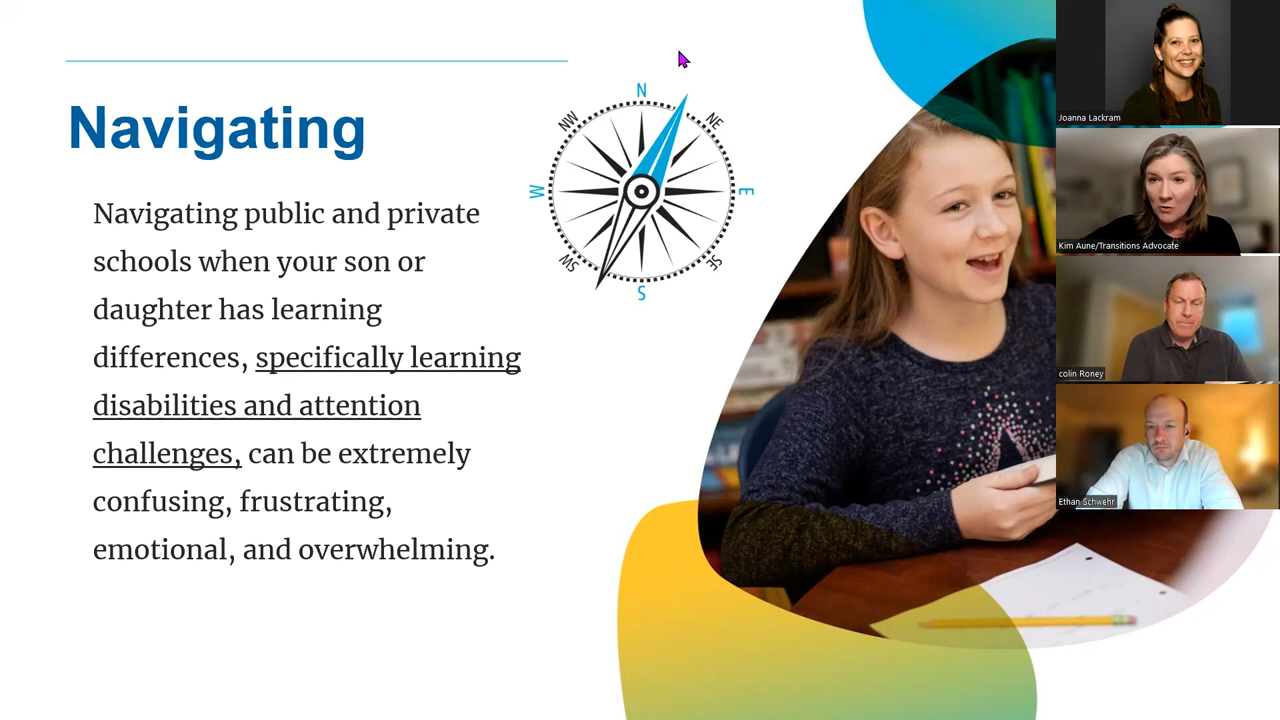 Navigating
Navigating public and private
schools when your son or
daughter has learning
differences, specifically learning
disabilities and attention
challenges, can be extremely
confusing, frustrating,
emotional, and overwhelming.
N
NE
E
SE
S
SW
W
NW
Joanna Lackram
Kim Aune/Transitions Advocate
colin Roney
Ethan Schwehr